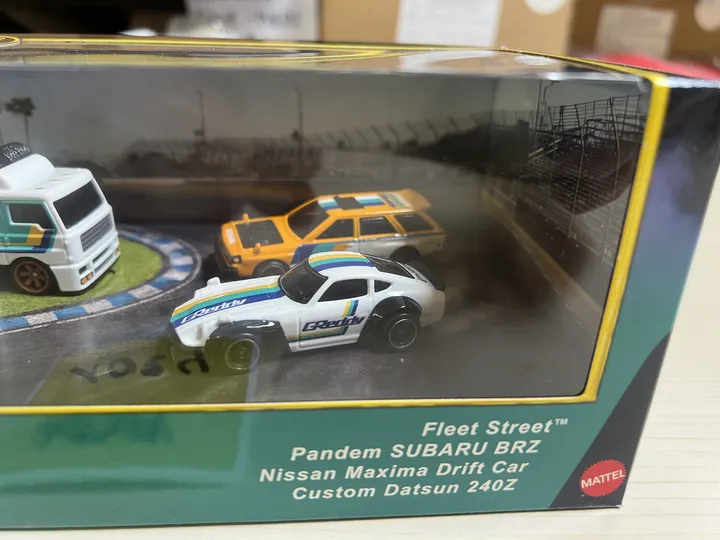 GReddy
GReddy
Fleet Street™
Pandem SUBARU BRZ
Nissan Maxima Drift Car
Custom Datsun 240Z
MATTEL